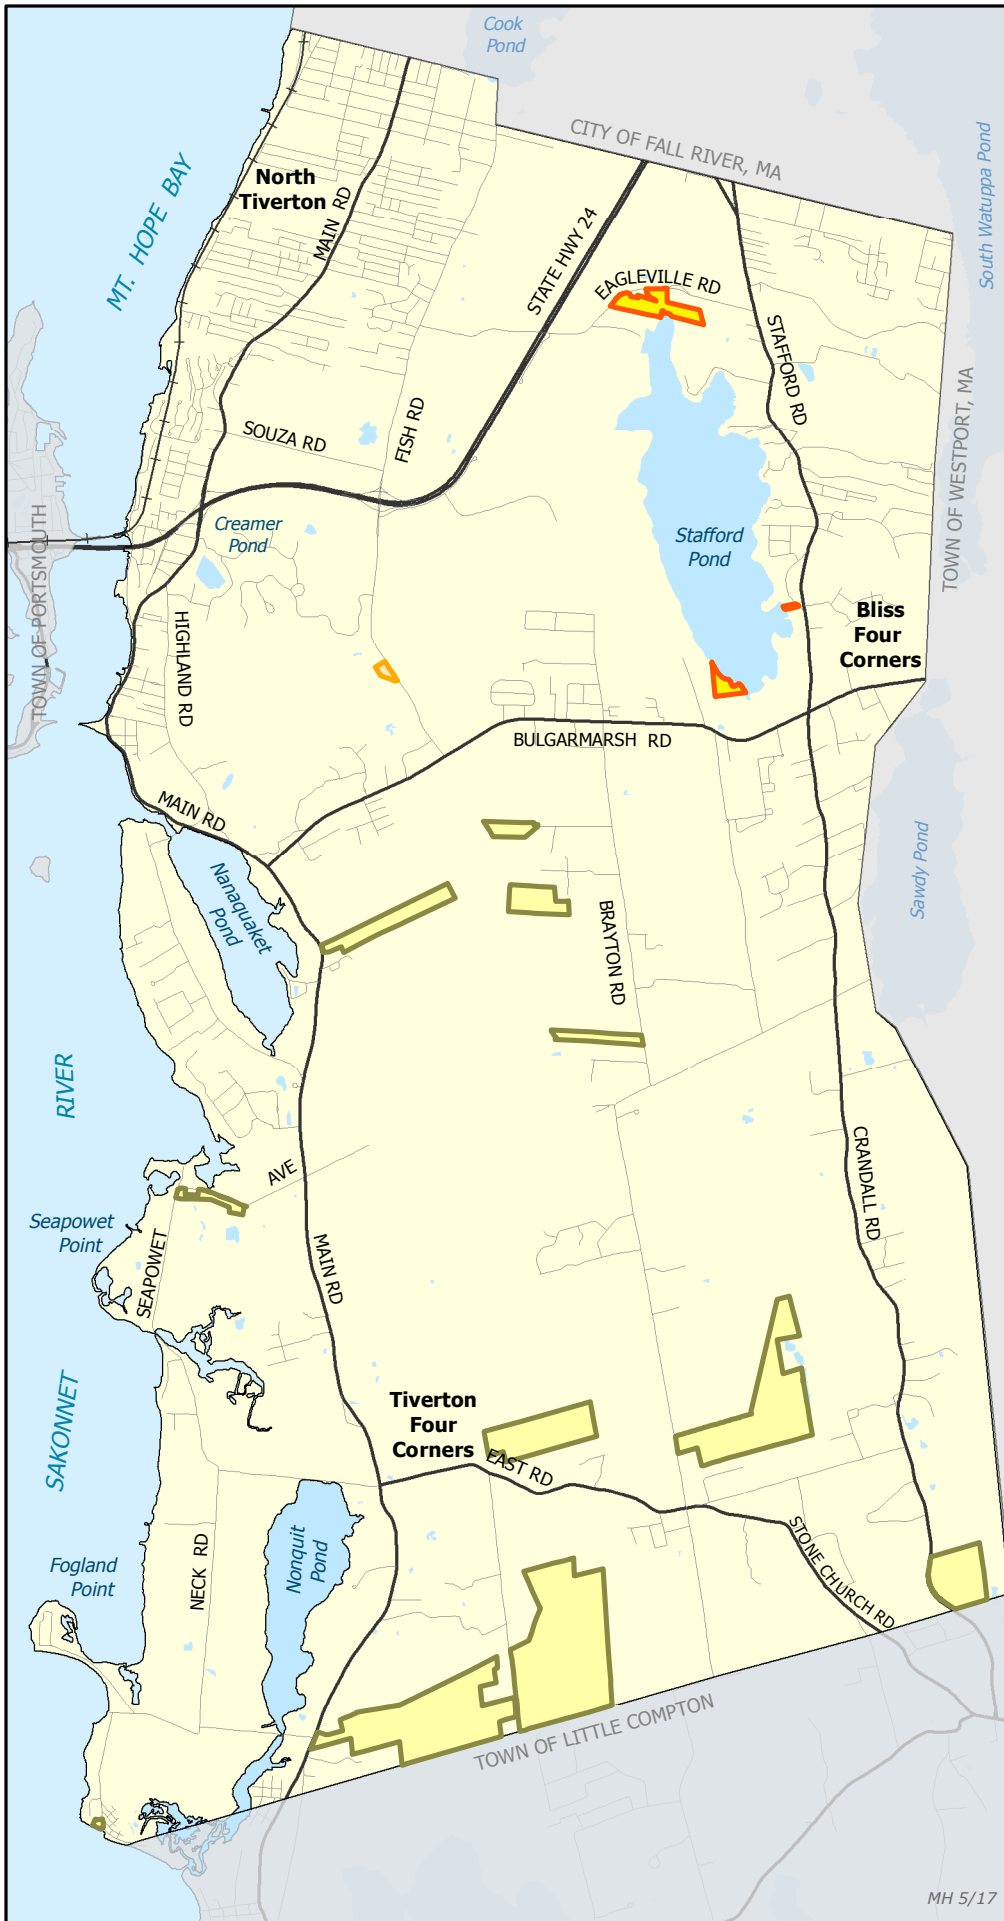 Cook
Pond
CITY OF FALL RIVER, MA
South Watuppa Pond
MT. HOPE BAY
North
Tiverton
MAIN RD
STATE HWY 24
EAGLEVILLE RD
STAFFORD RD
TOWN OF WESTPORT, MA
SOUZA RD
FISH RD
TOWN OF PORTSMOUTH
Creamer
Pond
Stafford
Pond
HIGHLAND RD
Bliss
Four
Corners
BULGARMARSH RD
MAIN RD
Nanaquaket
Pond
Sawdy Pond
BRAYTON RD
RIVER
AVE
CRANDALL RD
Seapowet
Point
SEAPOWET
MAIN RD
SAKONNET
Tiverton
Four
Corners
EAST RD
STONE CHURCH RD
Nonquit
Pond
NECK RD
Fogland
Point
TOWN OF LITTLE COMPTON
MH 5/17